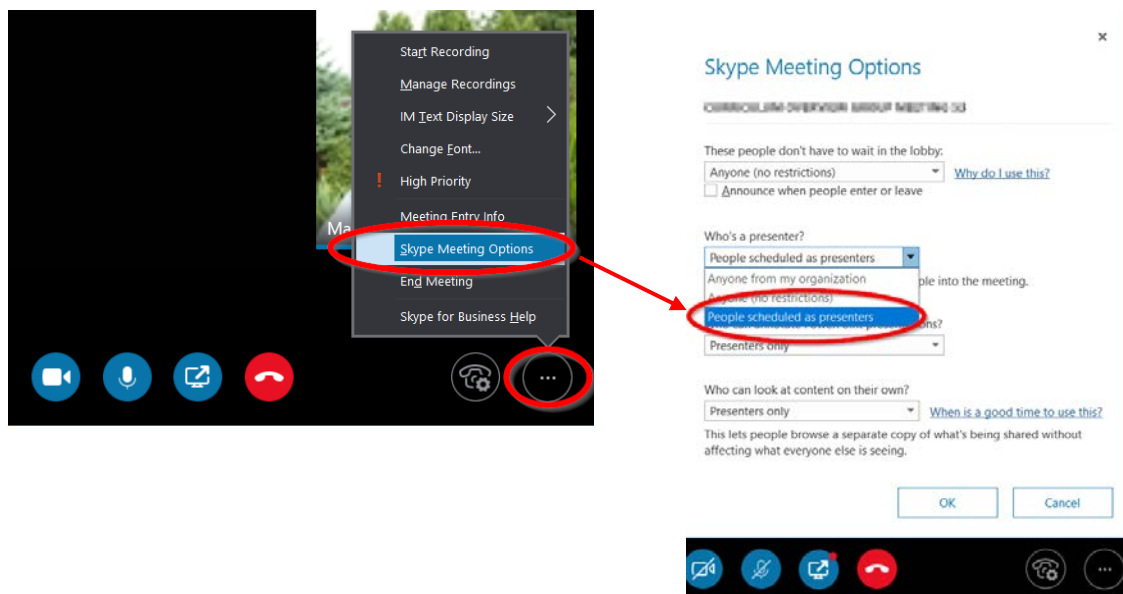 Start Recording
Manage Recordings
IM Text Display Size
Change Font...
! High Priority
Meeting Entry Info
Ma
Skype Meeting Options
End Meeting
Skype for Business Help
Skype Meeting Options
These people don't have to wait in the lobby:
Anyone (no restrictions) Why do I use this?
Announce when people enter or leave
Who's a presenter?
People scheduled as presenters
Anyone from my organization
ple into the meeting.
Anyone (no restrictions)
People scheduled as presenters
ons?
Presenters only
Who can look at content on their own?
Presenters only When is a good time to use this?
This lets people browse a separate copy of what's being shared without
affecting what everyone else is seeing.
OK Cancel